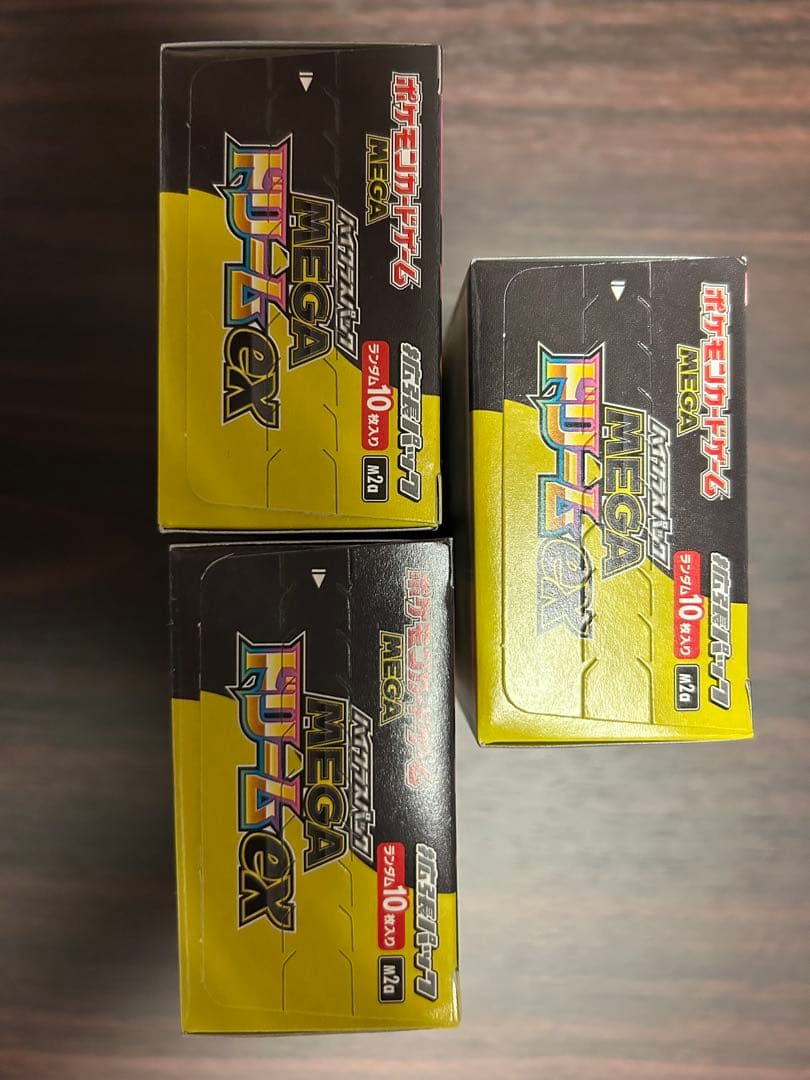 ポケモンカードゲーム
MEGA
拡張パック
ハイクラスパック
MEGA
ドリームex
ランダム10枚入り
M2a
ポケモンカードゲーム
MEGA
拡張パック
ハイクラスパック
MEGA
ドリームex
ランダム10枚入り
M2a
ポケモンカードゲーム
MEGA
拡張パック
ハイクラスパック
MEGA
ドリームex
ランダム10枚入り
M2a